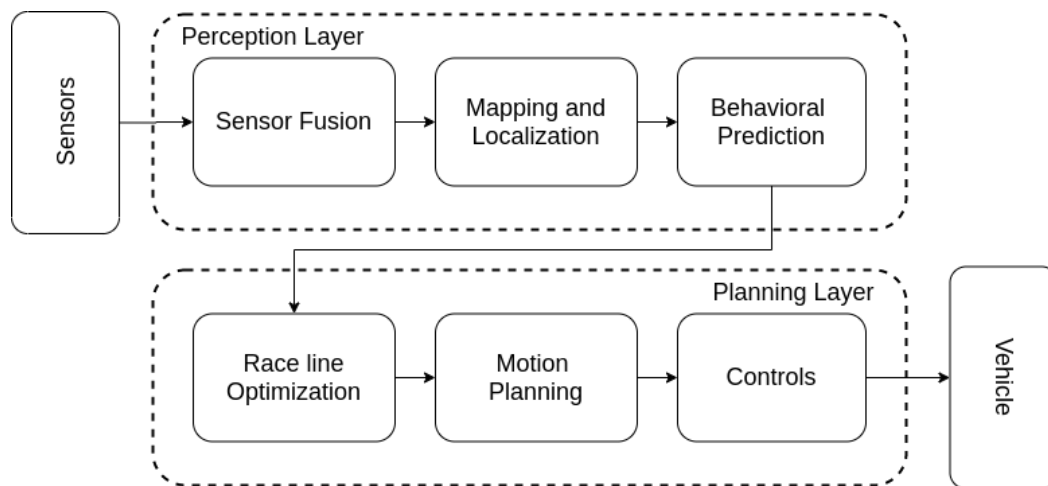 Sensors
Perception Layer
Sensor Fusion
Mapping and
Localization
Behavioral
Prediction
Planning Layer
Race line
Optimization
Motion
Planning
Controls
Vehicle